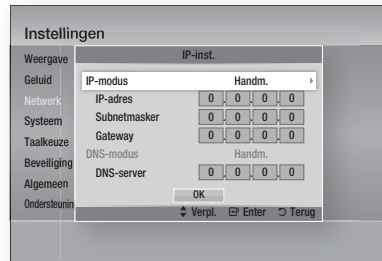 Instellingen
Weergave
Geluid
Netwerk
Systeem
Taalkeuze
Beveiliging
Algemeen
Ondersteunin
IP-inst.
IP-modus Handm.
IP-adres 0 . 0 . 0 . 0
Subnetmasker 0 . 0 . 0 . 0
Gateway 0 . 0 . 0 . 0
DNS-modus Handm.
DNS-server 0 . 0 . 0 . 0
OK
Verpl. Enter Terug